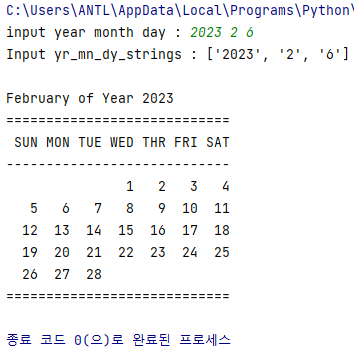 C:\Users\ANTL\AppData\Local\Programs\Python\
input year month day : 2023 2 6
Input yr_mn_dy_strings : ['2023', '2', '6']
February of Year 2023
============================
SUN MON TUE WED THR FRI SAT
----------------------------
1 2 3 4
5 6 7 8 9 10 11
12 13 14 15 16 17 18
19 20 21 22 23 24 25
26 27 28
============================
종료 코드 0(으)로 완료된 프로세스